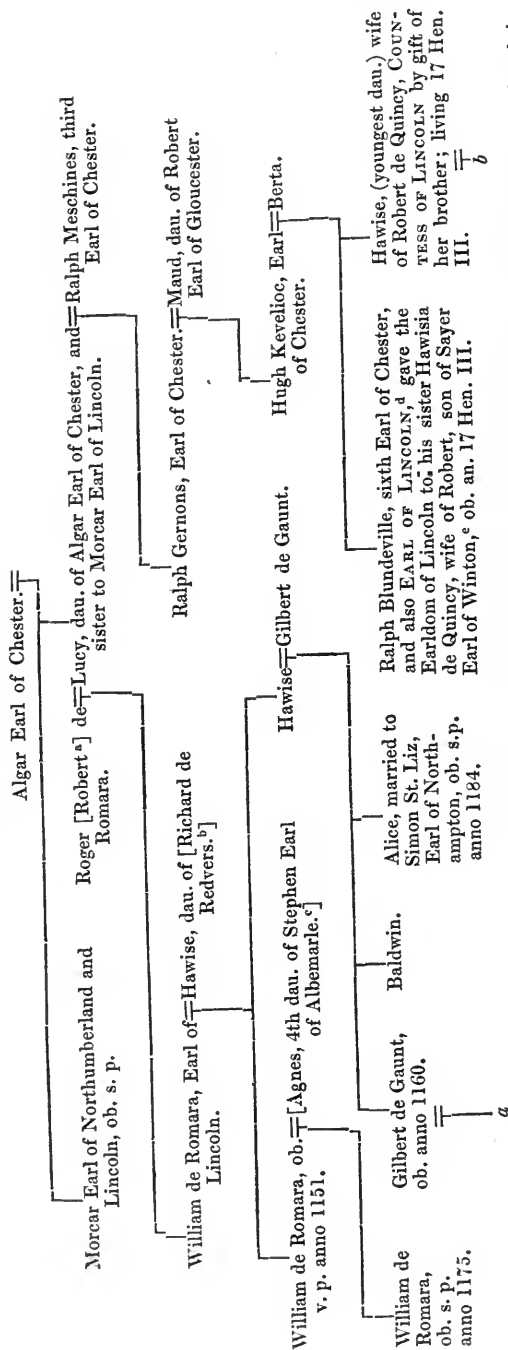 Algar Earl of Chester.
Morcar Earl of Northumberland and
Lincoln, ob. s. p.
Roger [Robert a] de
Romara.
Lucy, dau. of Algar Earl of Chester, and
sister to Morcar Earl of Lincoln.
Ralph Meschines, third
Earl of Chester.
William de Romara, Earl of
Lincoln.
Hawise, dau. of [Richard de
Redvers.b]
Ralph Gernons, Earl of Chester.
Maud, dau. of Robert
Earl of Gloucester.
William de Romara, ob.
v. p. anno 1151.
[Agnes, 4th dau. of Stephen Earl
of Albemarle.c]
Hawise
Gilbert de Gaunt.
Hugh Kevelioc, Earl
of Chester.
Berta.
William de
Romara,
ob. s. p.
anno 1175.
Gilbert de Gaunt,
ob. anno 1160.
a
Baldwin.
Alice, married to
Simon St. Liz,
Earl of North-
ampton, ob. s.p.
anno 1184.
Ralph Blundeville, sixth Earl of Chester,
and also EARL OF LINCOLN,d gave the
Earldom of Lincoln to his sister Hawisia
de Quincy, wife of Robert, son of Sayer
Earl of Winton,e ob. an. 17 Hen. III.
Hawise, (youngest dau.) wife
of Robert de Quincy, COUN-
TESS OF LINCOLN by gift of
her brother; living 17 Hen.
III.
b